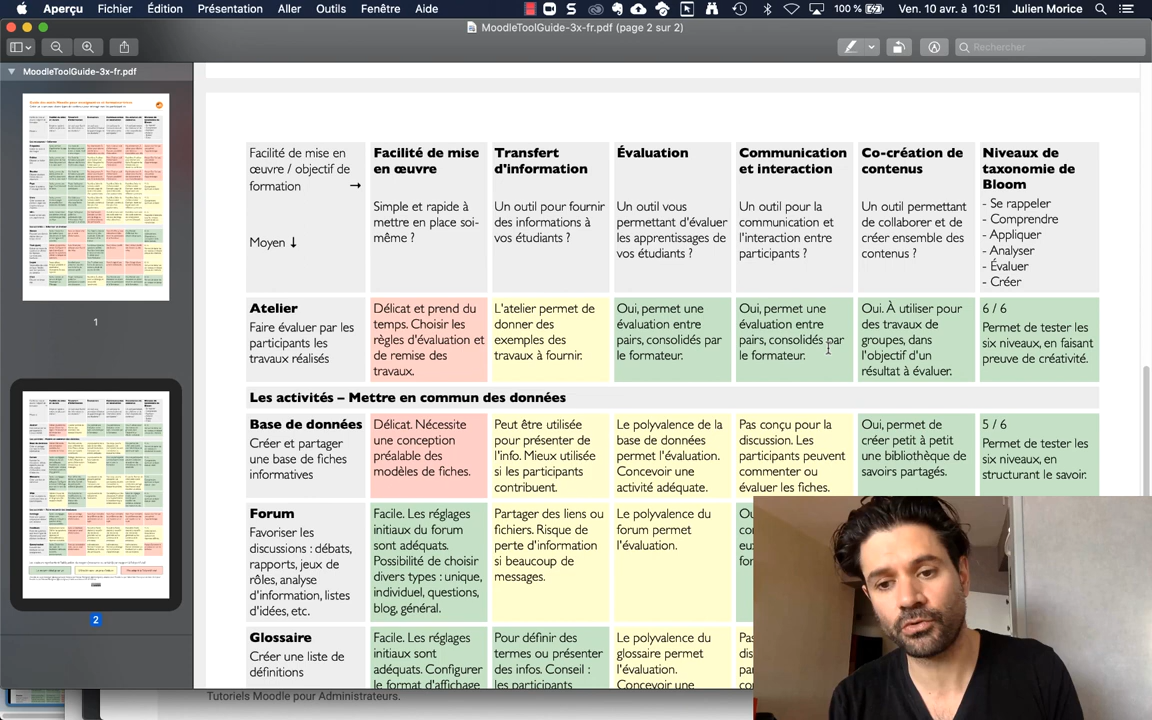 Aperçu Fichier Édition Présentation Aller Outils Fenêtre Aide 100 % Ven. 10 avr. à 10:51 Julien Morice
MoodleToolGuide-3x-fr.pdf (page 2 sur 2)
Rechercher
MoodleToolGuide-3x-fr.pdf
1
2
Facilité de mise en
œuvre / objectif de
formation →
Moyen ↓
Facilité de mise
en œuvre
Simple et rapide à
mettre en place soi-
même ?
Transfert
d'information
Un outil pour fournir
des informations à
vos étudiants ?
Évaluation
Un outil vous
permettant d'évaluer
les apprentissages de
vos étudiants ?
Communication
et interaction
Un outil pour la
communication et
l'interaction entre
participants ?
Co-création de
contenus
Un outil permettant
de collaborer et de
créer ensemble des
contenus ?
Niveaux de
taxonomie de
Bloom
- Se rappeler
- Comprendre
- Appliquer
- Analyser
- Évaluer
- Créer
Atelier
Faire évaluer par les
participants les
travaux réalisés
Délicat et prend du
temps. Choisir les
règles d'évaluation et
de remise des
travaux.
L'atelier permet de
donner des
exemples des
travaux à fournir.
Oui, permet une
évaluation entre
pairs, consolidés par
le formateur.
Oui, permet une
évaluation entre
pairs, consolidés par
le formateur.
Oui. À utiliser pour
des travaux de
groupes, dans
l'objectif d'un
résultat à évaluer.
6 / 6
Permet de tester les
six niveaux, en faisant
preuve de créativité.
Les activités – Mettre en commun des données
Base de données
Créer et partager
une base de fiches
informatives
Délicat. Nécessite
une conception
préalable des
modèles de fiches.
Peut être utilisée
pour présenter de
l'info. Mieux utilisée
si les participants
contribuent.
Le polyvalence de la
base de données
permet l'évaluation.
Concevoir une
activité adéquate.
Pas conçu pour la
discussion. Les
participants peuvent
commenter ou
évaluer les fiches.
Oui, permet de
créer petit à petit
une bibliothèque de
savoirs partagés.
5 / 6
Permet de tester les
six niveaux, en
structurant le savoir.
Forum
Favoriser les
discussions : débats,
rapports, jeux de
rôles, analyse
d'information, listes
d'idées, etc.
Facile. Les réglages
initiaux du forum
sont adéquats.
Possibilité de choisir
divers types : unique,
individuel, questions,
blog, général.
Partager des liens ou
fichiers. Risque de
perte d'information
si beaucoup de
messages.
Le polyvalence du
forum permet
l'évaluation.
Glossaire
Créer une liste de
définitions
Facile. Les réglages
initiaux sont
adéquats. Configurer
le format d'affichage
Pour définir des
termes ou présenter
des infos. Conseil :
les participants
Le polyvalence du
glossaire permet
l'évaluation.
Concevoir une
Tutoriels Moodle pour Administrateurs.